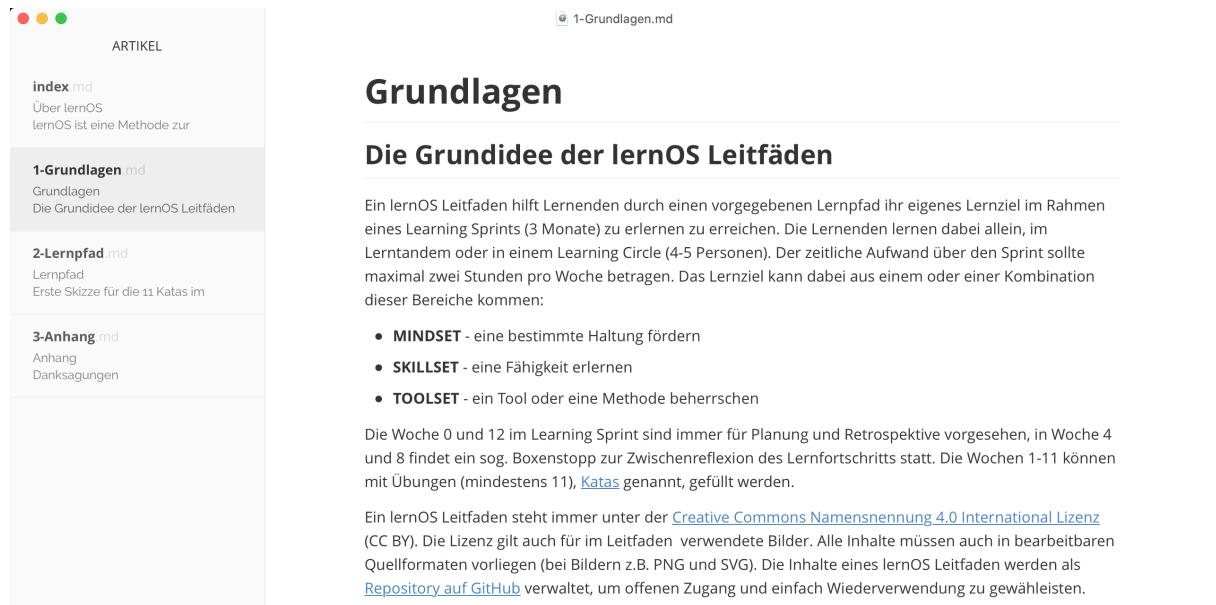 1-Grundlagen.md
ARTIKEL
index.md
Über lernOS
lernOS ist eine Methode zur
1-Grundlagen.md
Grundlagen
Die Grundidee der lernOS Leitfäden
2-Lernpfad.md
Lernpfad
Erste Skizze für die 11 Katas im
3-Anhang.md
Anhang
Danksagungen
Grundlagen
Die Grundidee der lernOS Leitfäden
Ein lernOS Leitfaden hilft Lernenden durch einen vorgegebenen Lernpfad ihr eigenes Lernziel im Rahmen
eines Learning Sprints (3 Monate) zu erlernen zu erreichen. Die Lernenden lernen dabei allein, im
Lerntandem oder in einem Learning Circle (4-5 Personen). Der zeitliche Aufwand über den Sprint sollte
maximal zwei Stunden pro Woche betragen. Das Lernziel kann dabei aus einem oder einer Kombination
dieser Bereiche kommen:
• MINDSET - eine bestimmte Haltung fördern
• SKILLSET - eine Fähigkeit erlernen
• TOOLSET - ein Tool oder eine Methode beherrschen
Die Woche 0 und 12 im Learning Sprint sind immer für Planung und Retrospektive vorgesehen, in Woche 4
und 8 findet ein sog. Boxenstopp zur Zwischenreflexion des Lernfortschritts statt. Die Wochen 1-11 können
mit Übungen (mindestens 11), Katas genannt, gefüllt werden.
Ein lernOS Leitfaden steht immer unter der Creative Commons Namensnennung 4.0 International Lizenz
(CC BY). Die Lizenz gilt auch für im Leitfaden  verwendete Bilder. Alle Inhalte müssen auch in bearbeitbaren
Quellformaten vorliegen (bei Bildern z.B. PNG und SVG). Die Inhalte eines lernOS Leitfaden werden als
Repository auf GitHub verwaltet, um offenen Zugang und einfach Wiederverwendung zu gewähleisten.